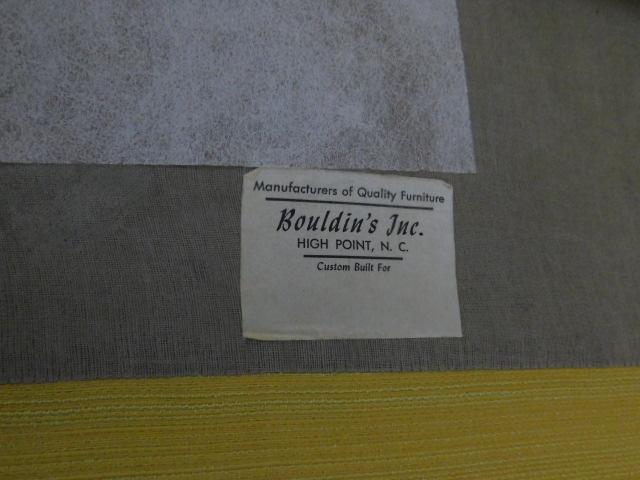 Manufacturers of Quality Furniture
Bouldin's Inc.
HIGH POINT, N. C.
Custom Built For